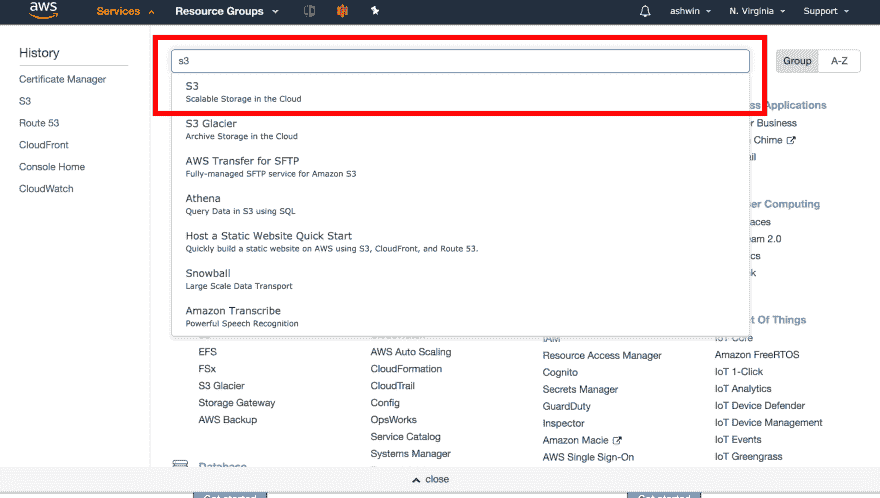 aws
Services
Resource Groups
ashwin
N. Virginia
Support
History
Certificate Manager
S3
Route 53
CloudFront
Console Home
CloudWatch
s3
Group
A-Z
S3
Scalable Storage in the Cloud
S3 Glacier
Archive Storage in the Cloud
AWS Transfer for SFTP
Fully-managed SFTP service for Amazon S3
Athena
Query Data in S3 using SQL
Host a Static Website Quick Start
Quickly build a static website on AWS using S3, CloudFront, and Route 53.
Snowball
Large Scale Data Transport
Amazon Transcribe
Powerful Speech Recognition
EFS
FSx
S3 Glacier
Storage Gateway
AWS Backup
Database
AWS Auto Scaling
CloudFormation
CloudTrail
Config
OpsWorks
Service Catalog
Systems Manager
IAM
Resource Access Manager
Cognito
Secrets Manager
GuardDuty
Inspector
Amazon Macie
AWS Single Sign-On
Applications
Business
Chime
Computing
2.0
Of Things
IoT Core
Amazon FreeRTOS
IoT 1-Click
IoT Analytics
IoT Device Defender
IoT Device Management
IoT Events
IoT Greengrass
close